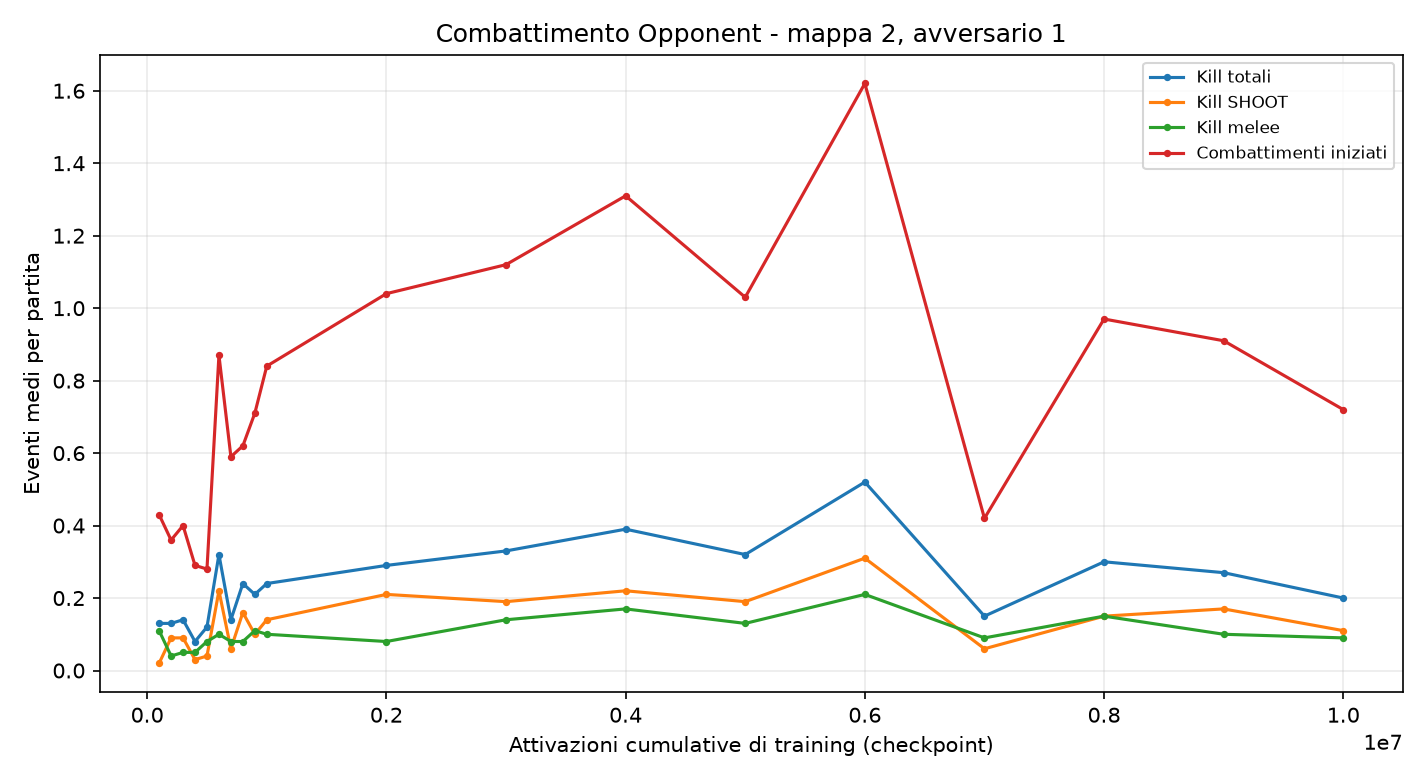 Combattimento Opponent - mappa 2, avversario 1
Kill totali
Kill SHOOT
Kill melee
Combattimenti iniziati
Eventi medi per partita
1.6
1.4
1.2
1.0
0.8
0.6
0.4
0.2
0.0
0.0 0.2 0.4 0.6 0.8 1.0
1e7
Attivazioni cumulative di training (checkpoint)